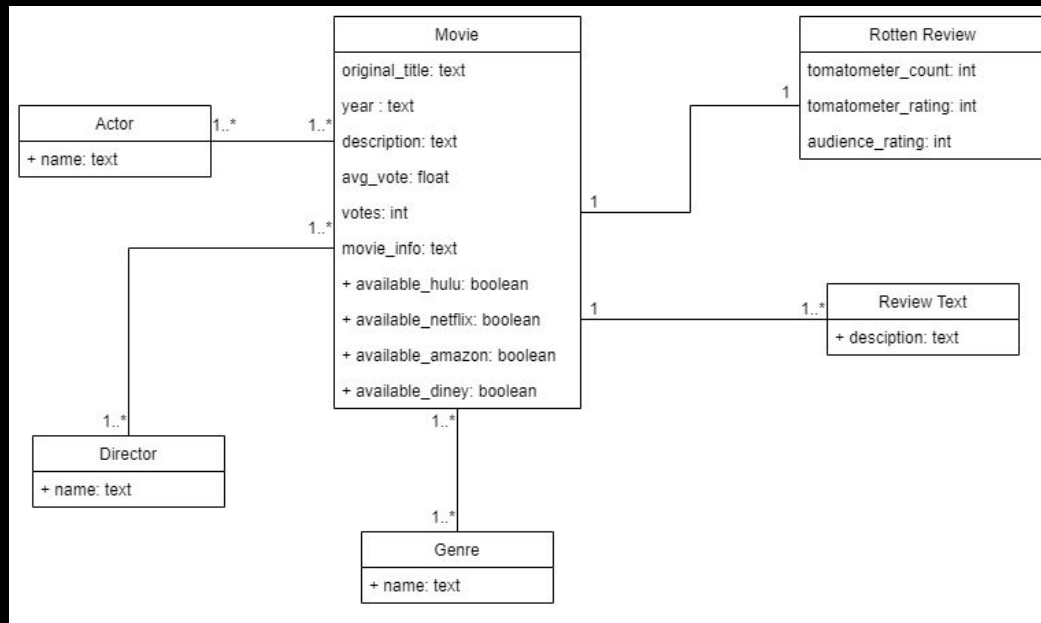 Movie
original_title: text
year : text
description: text
avg_vote: float
votes: int
movie_info: text
+ available_hulu: boolean
+ available_netflix: boolean
+ available_amazon: boolean
+ available_diney: boolean
Rotten Review
tomatometer_count: int
tomatometer_rating: int
audience_rating: int
Actor
+ name: text
1..*
1..*
1
1
1..*
1..*
1
1..*
Review Text
+ desciption: text
Director
+ name: text
1..*
1..*
Genre
+ name: text